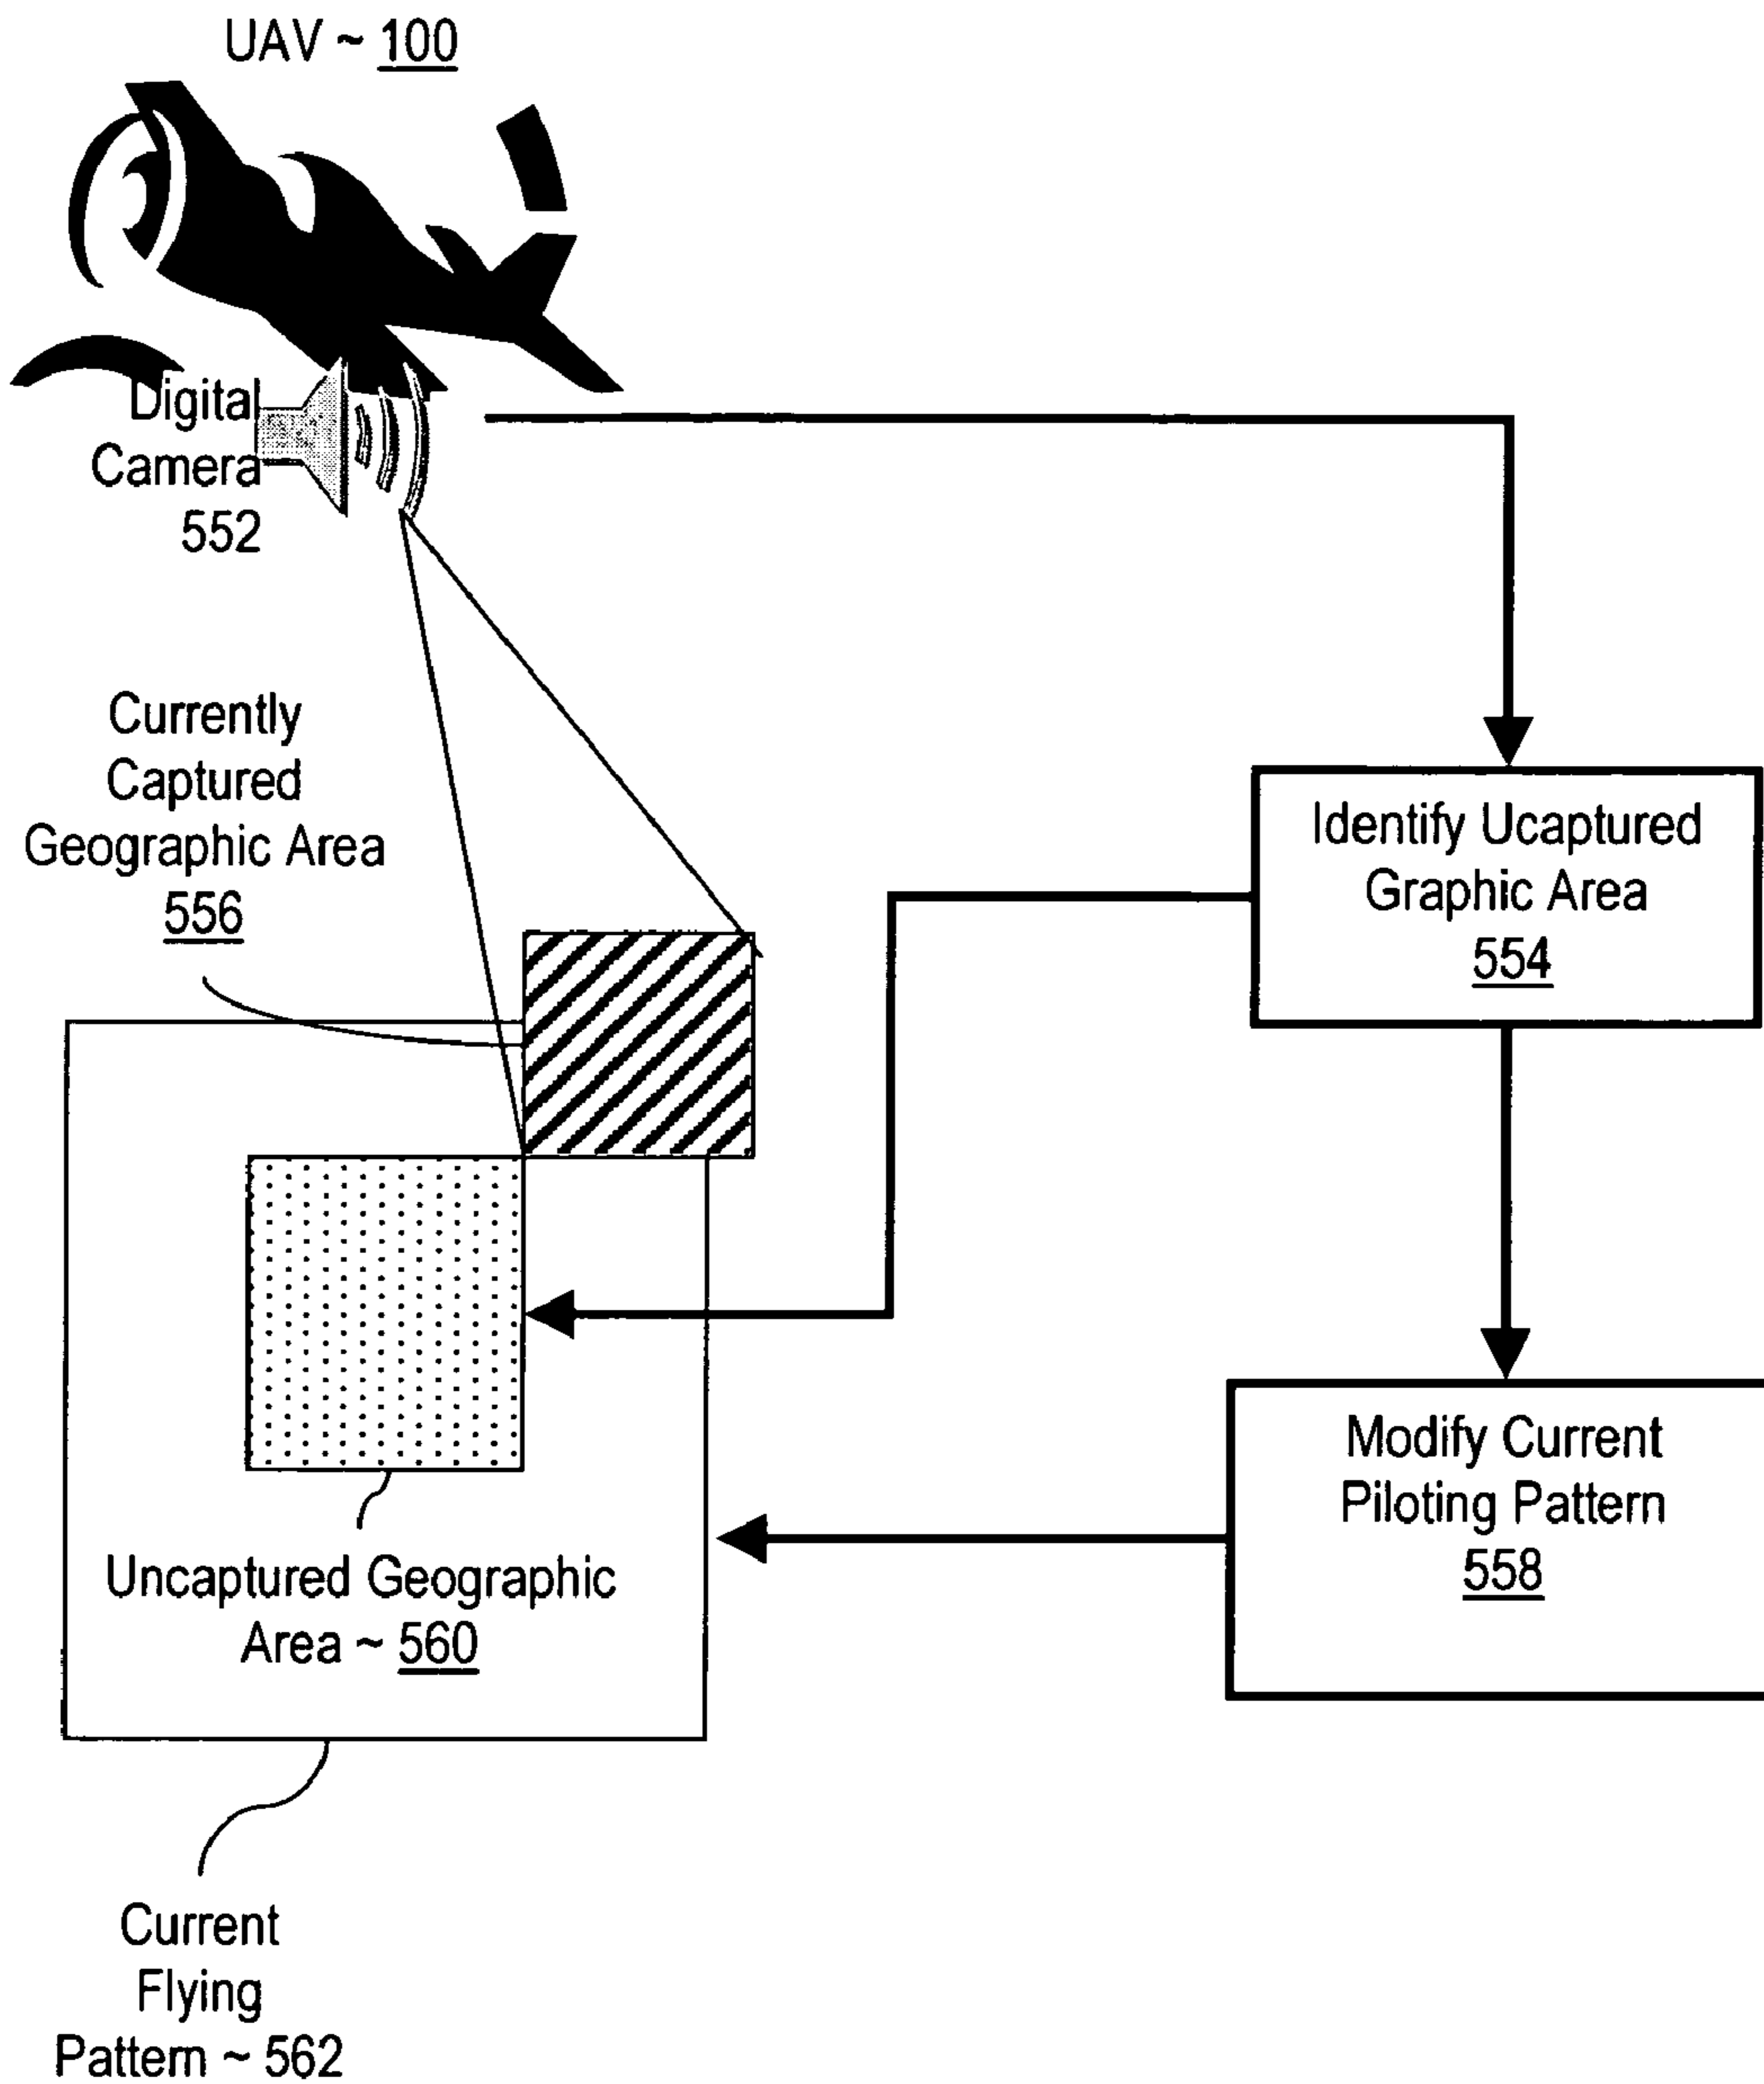 UAV ~ 100
Digital
Camera
552
Currently
Captured
Geographic Area
556
Identify Ucaptured
Graphic Area
554
Modify Current
Piloting Pattern
558
Uncaptured Geographic
Area ~ 560
Current
Flying
Pattern ~ 562